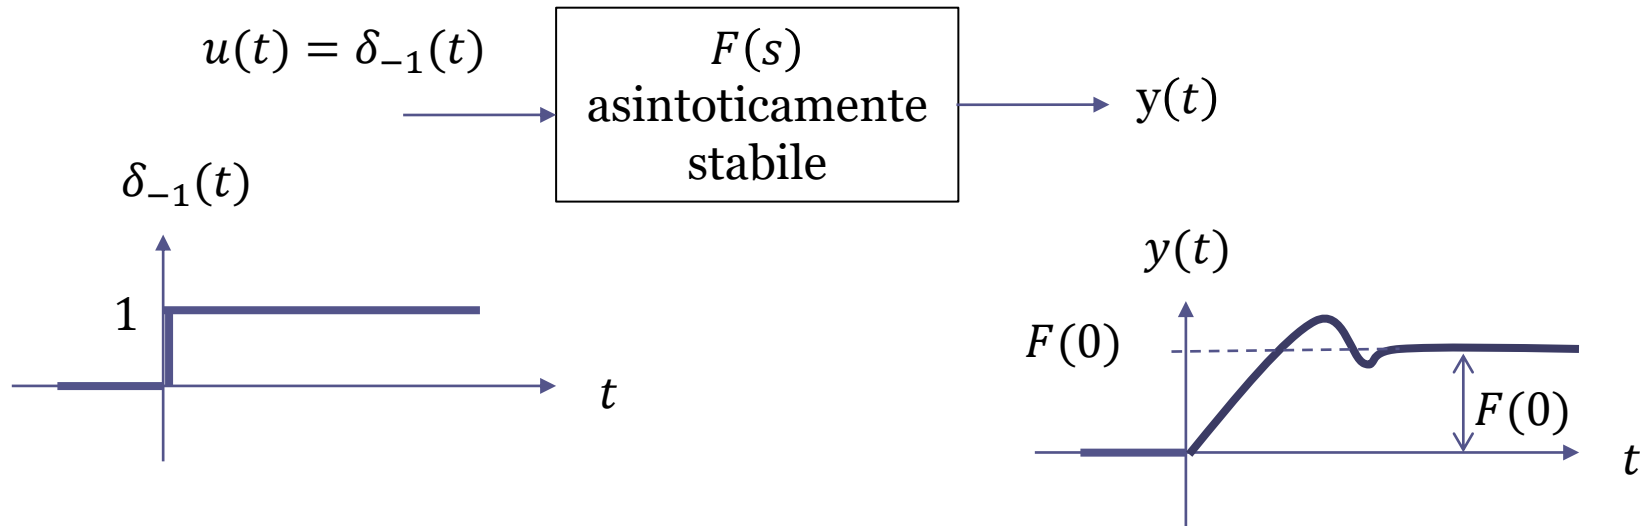 u(t) = δ₋₁(t)
F(s)
asintoticamente
stabile
y(t)
δ₋₁(t)
1
t
y(t)
F(0)
F(0)
t